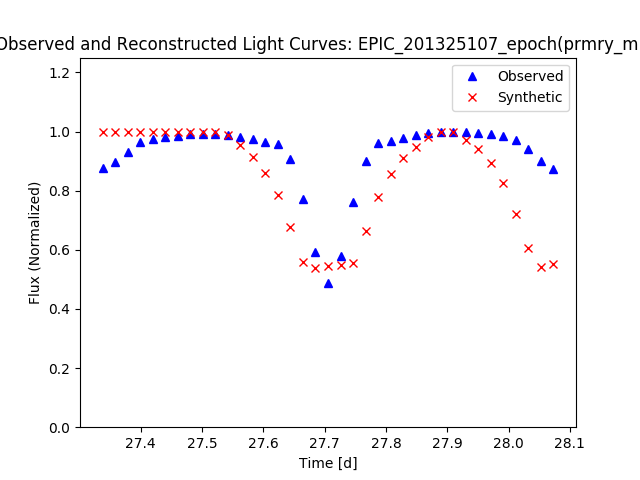 Observed and Reconstructed Light Curves: EPIC_201325107_epoch(prmry_m
1.2
1.0
0.8
0.6
0.4
0.2
0.0
Flux (Normalized)
Observed
Synthetic
27.4 27.5 27.6 27.7 27.8 27.9 28.0 28.1
Time [d]